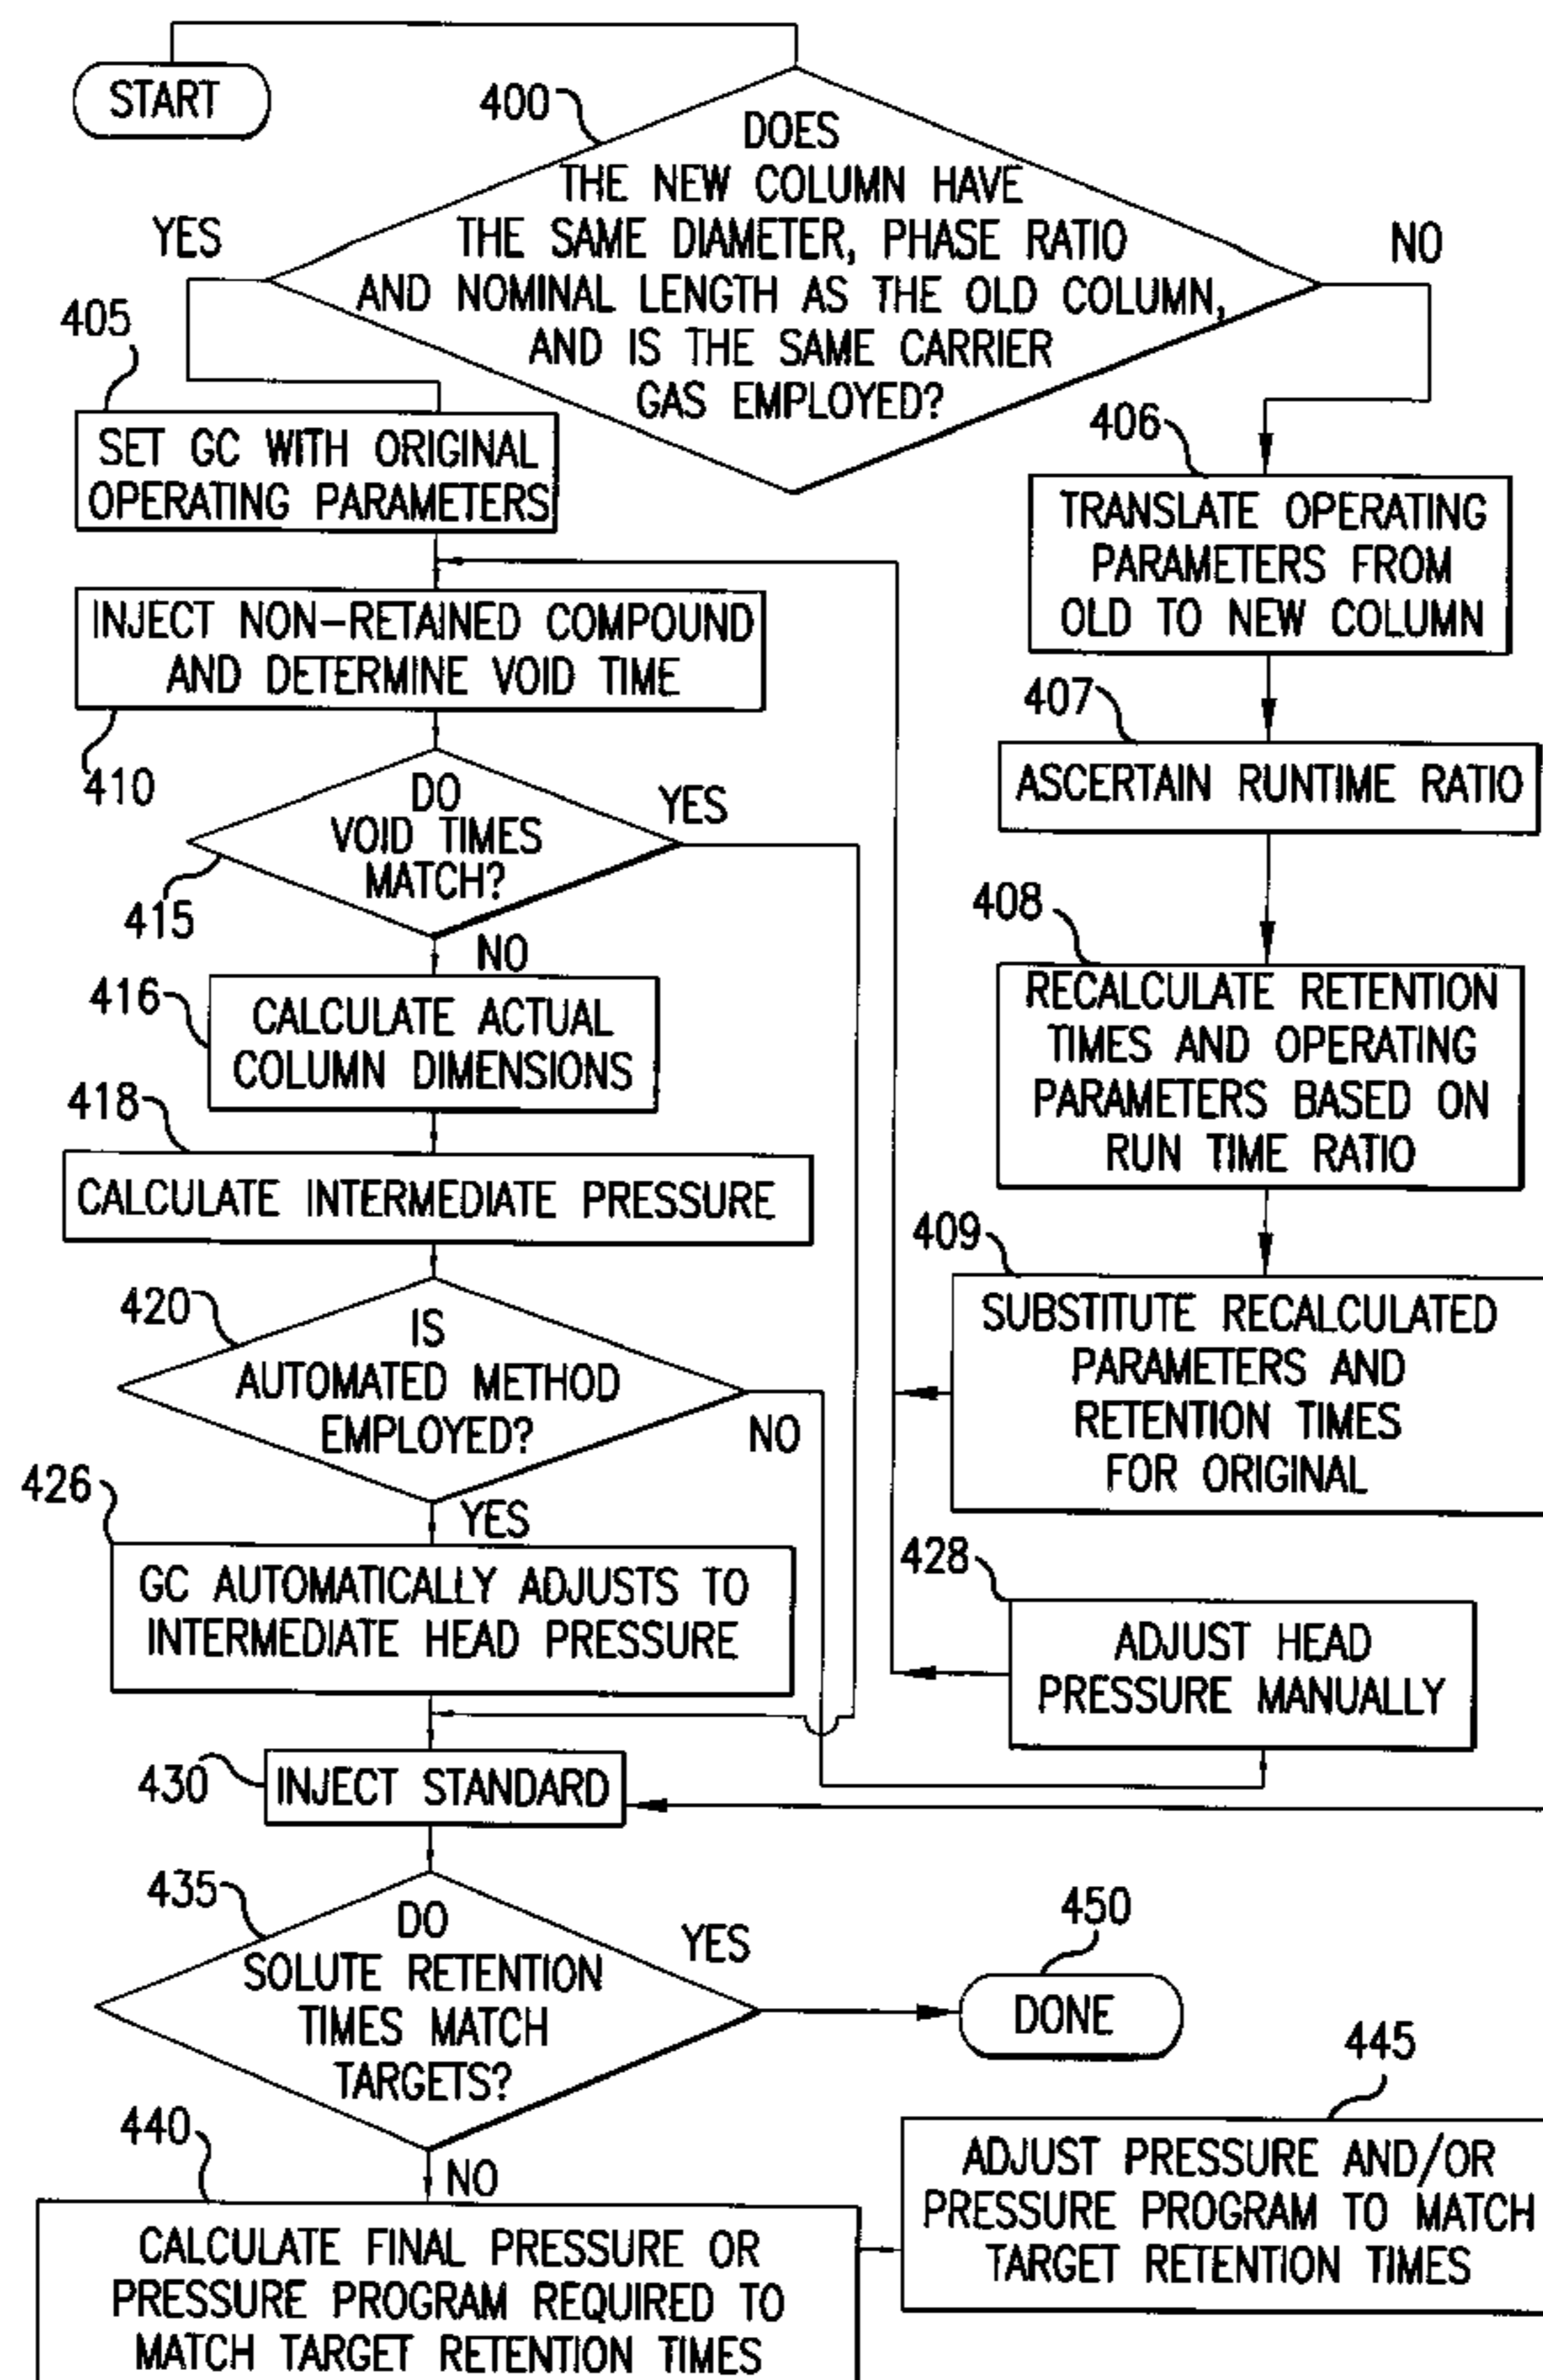 START
400
DOES
THE NEW COLUMN HAVE
THE SAME DIAMETER, PHASE RATIO
AND NOMINAL LENGTH AS THE OLD COLUMN,
AND IS THE SAME CARRIER
GAS EMPLOYED?
YES
NO
405
SET GC WITH ORIGINAL
OPERATING PARAMETERS
406
TRANSLATE OPERATING
PARAMETERS FROM
OLD TO NEW COLUMN
407
ASCERTAIN RUNTIME RATIO
408
RECALCULATE RETENTION
TIMES AND OPERATING
PARAMETERS BASED ON
RUN TIME RATIO
409
SUBSTITUTE RECALCULATED
PARAMETERS AND
RETENTION TIMES
FOR ORIGINAL
INJECT NON-RETAINED COMPOUND
AND DETERMINE VOID TIME
410
DO
VOID TIMES
MATCH?
YES
415
NO
416
CALCULATE ACTUAL
COLUMN DIMENSIONS
418
CALCULATE INTERMEDIATE PRESSURE
420
IS
AUTOMATED METHOD
EMPLOYED?
NO
YES
426
GC AUTOMATICALLY ADJUSTS TO
INTERMEDIATE HEAD PRESSURE
428
ADJUST HEAD
PRESSURE MANUALLY
430
INJECT STANDARD
435
DO
SOLUTE RETENTION
TIMES MATCH
TARGETS?
YES
450
DONE
NO
440
CALCULATE FINAL PRESSURE OR
PRESSURE PROGRAM REQUIRED TO
MATCH TARGET RETENTION TIMES
445
ADJUST PRESSURE AND/OR
PRESSURE PROGRAM TO MATCH
TARGET RETENTION TIMES